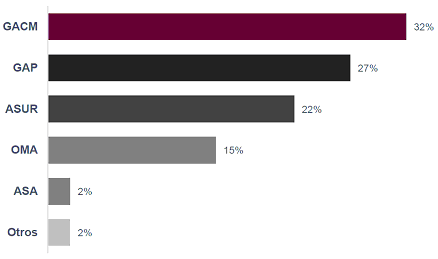 GACM 32%
GAP 27%
ASUR 22%
OMA 15%
ASA 2%
Otros 2%